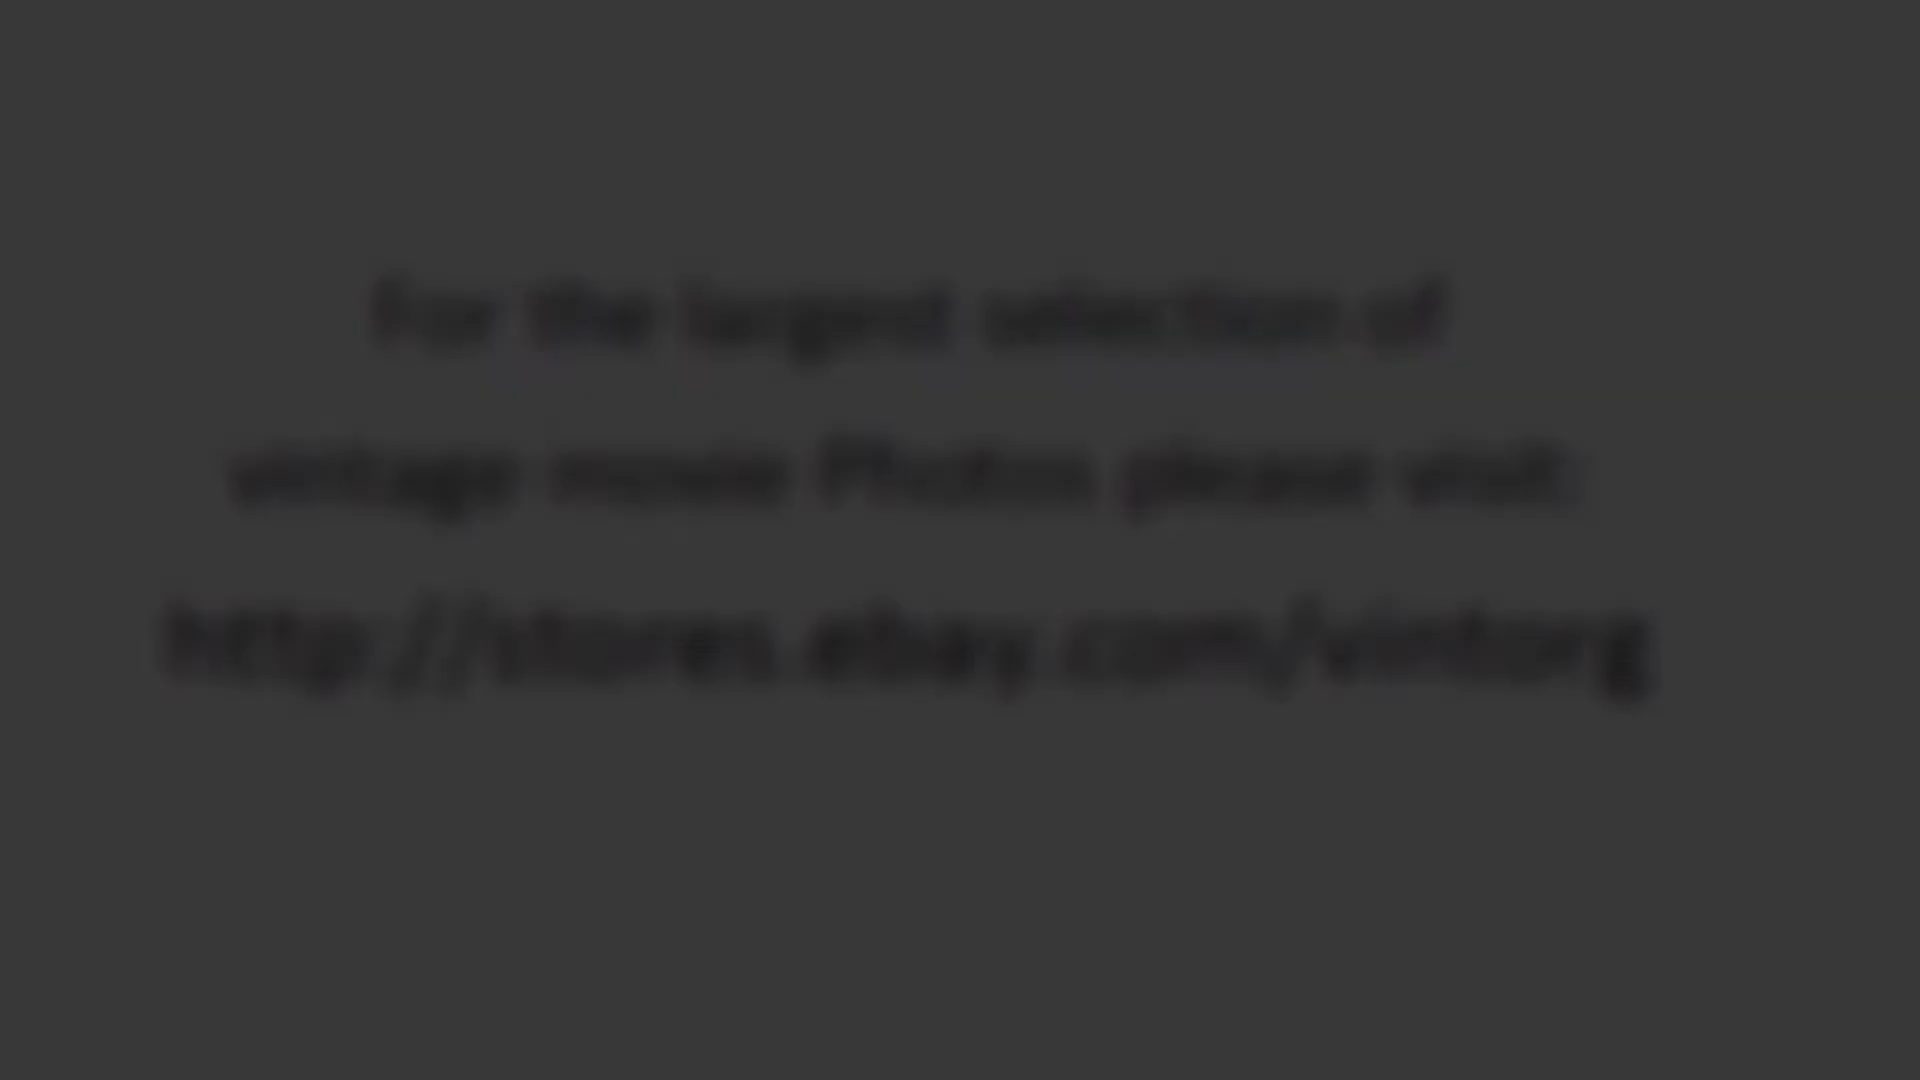 For the largest selection of
vintage movie Photos please visit:
http://stores.ebay.com/vintorg